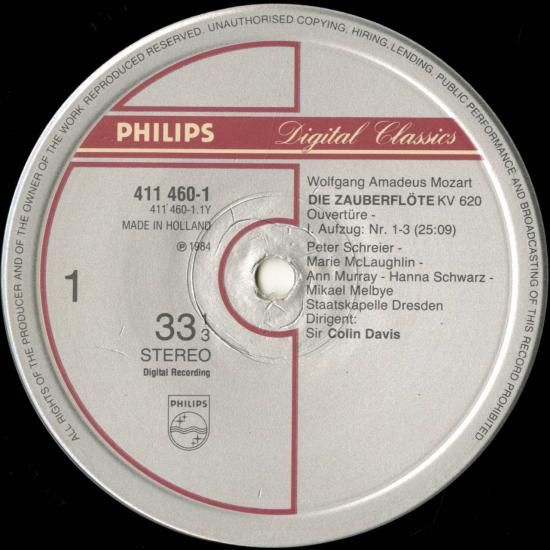 ALL RIGHTS OF THE PRODUCER AND OF THE OWNER OF THE WORK REPRODUCED RESERVED. UNAUTHORISED COPYING, HIRING, LENDING, PUBLIC PERFORMANCE AND BROADCASTING OF THIS RECORD PROHIBITED.
PHILIPS
Digital Classics
411 460-1
411 460-1.1Y
MADE IN HOLLAND
℗ 1984
1
33 1/3
STEREO
Digital Recording
PHILIPS
Wolfgang Amadeus Mozart
DIE ZAUBERFLÖTE KV 620
Ouvertüre -
I. Aufzug: Nr. 1-3 (25:09)
Peter Schreier -
Marie McLaughlin -
Ann Murray - Hanna Schwarz -
Mikael Melbye
Staatskapelle Dresden
Dirigent:
Sir Colin Davis